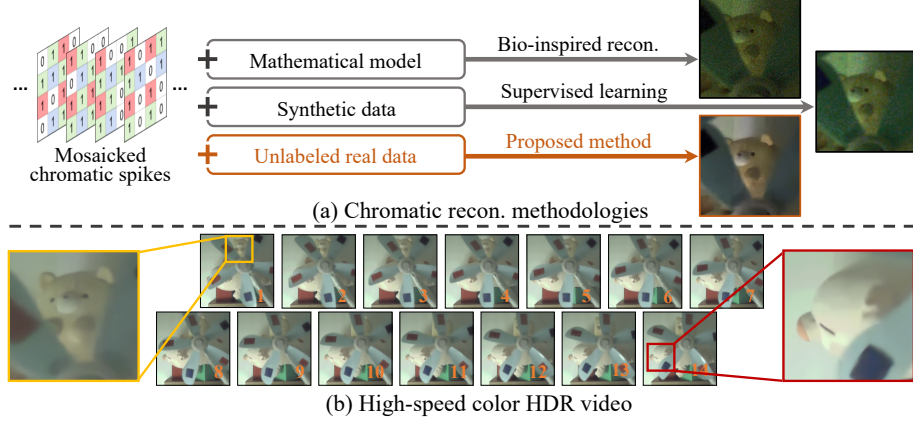 ...
...
Mosaicked
chromatic spikes
+ Mathematical model
Bio-inspired recon.
+ Synthetic data
Supervised learning
+ Unlabeled real data
Proposed method
(a) Chromatic recon. methodologies
1 2 3 4 5 6 7
8 9 10 11 12 13 14
(b) High-speed color HDR video